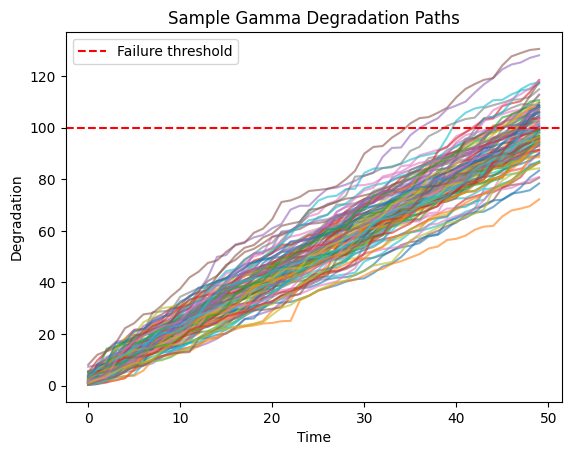 Sample Gamma Degradation Paths
Failure threshold
120
100
80
60
40
20
0
Degradation
0 10 20 30 40 50
Time